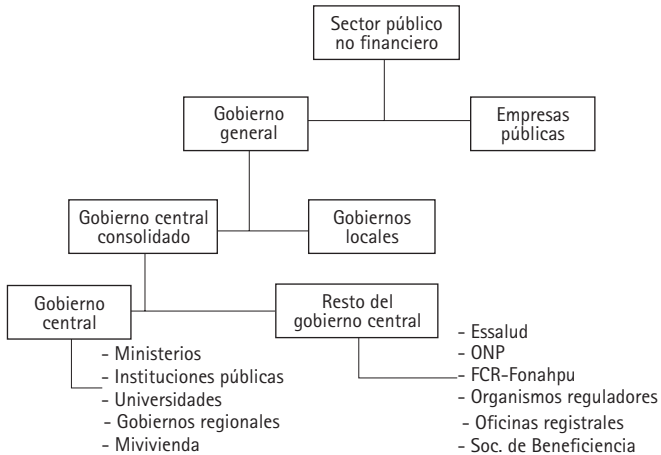 Sector público
no financiero
Gobierno
general
Empresas
públicas
Gobierno central
consolidado
Gobiernos
locales
Gobierno
central
Resto del
gobierno central
- Ministerios
- Instituciones públicas
- Universidades
- Gobiernos regionales
- Mivivienda
- Essalud
- ONP
- FCR-Fonahpu
- Organismos reguladores
- Oficinas registrales
- Soc. de Beneficiencia